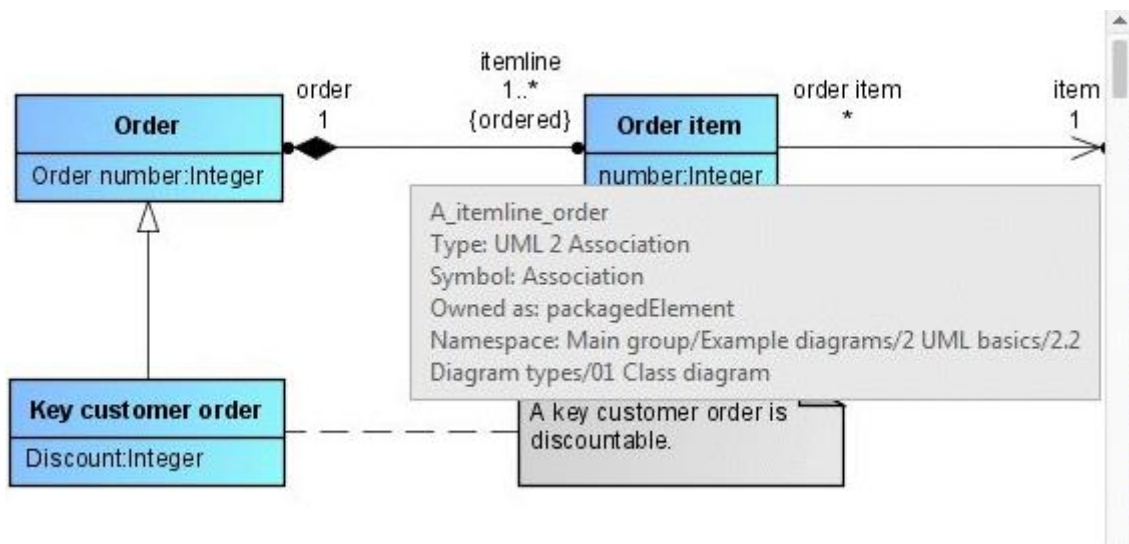 itemline
order
1..*
order item
item
1
{ordered}
*
1
Order
Order item
Order number:Integer
number:Integer
A_itemline_order
Type: UML 2 Association
Symbol: Association
Owned as: packagedElement
Namespace: Main group/Example diagrams/2 UML basics/2.2
Diagram types/01 Class diagram
Key customer order
Discount:Integer
A key customer order is
discountable.